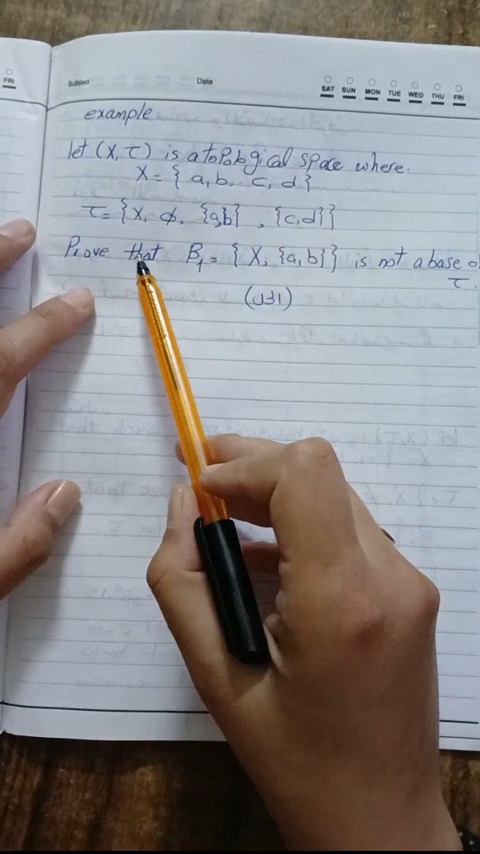 FRI
Subject Date
SAT SUN MON TUE WED THU FRI
example
let (X, τ) is a topological space where.
X = { a, b, c, d }
τ = { X, ϕ, {a,b} , {c,d}}
Prove that B₁ = { X, {a,b}} is not a base of
τ.